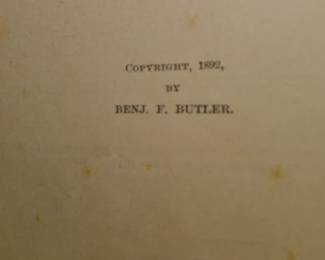 COPYRIGHT, 1892,
BY
BENJ. F. BUTLER.